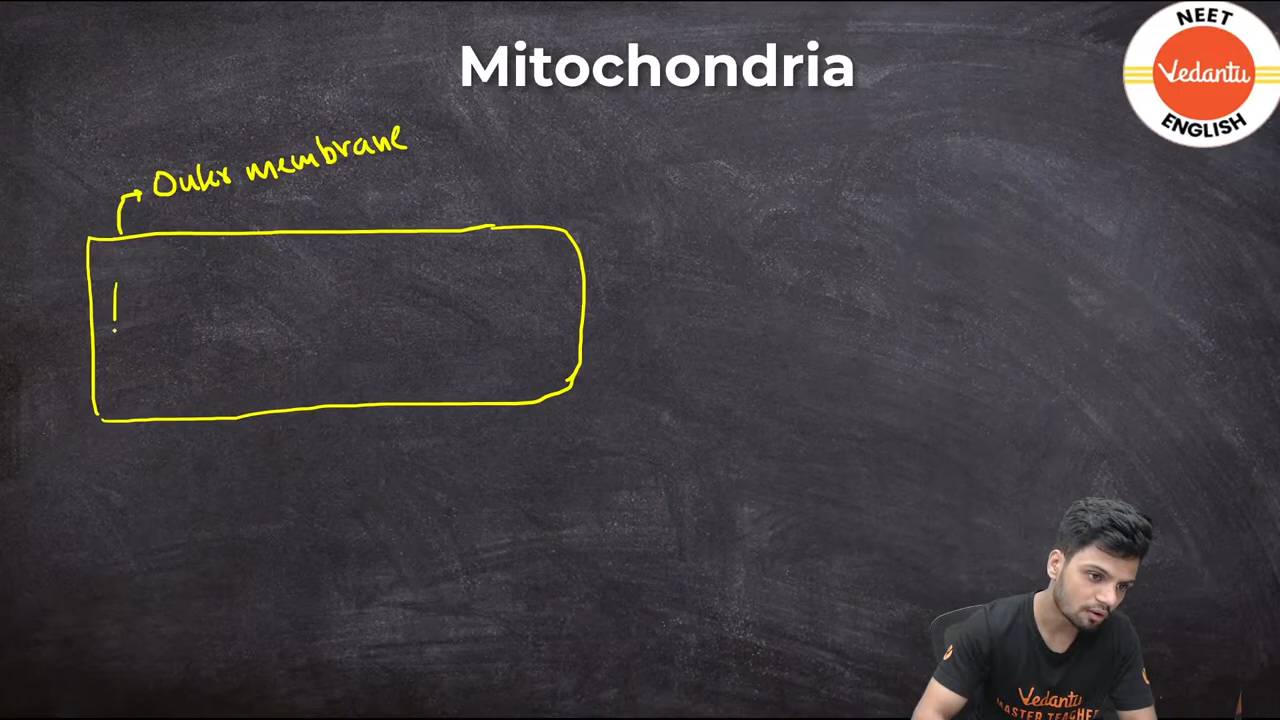 Mitochondria
NEET
Vedantu
ENGLISH
Outer membrane
Vedantu
MASTER TEACHER